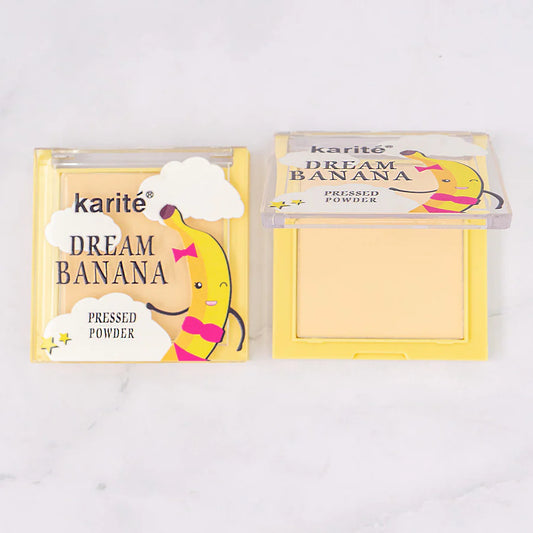 karité®
DREAM
BANANA
PRESSED
POWDER
karité®
DREAM
BANANA
PRESSED
POWDER